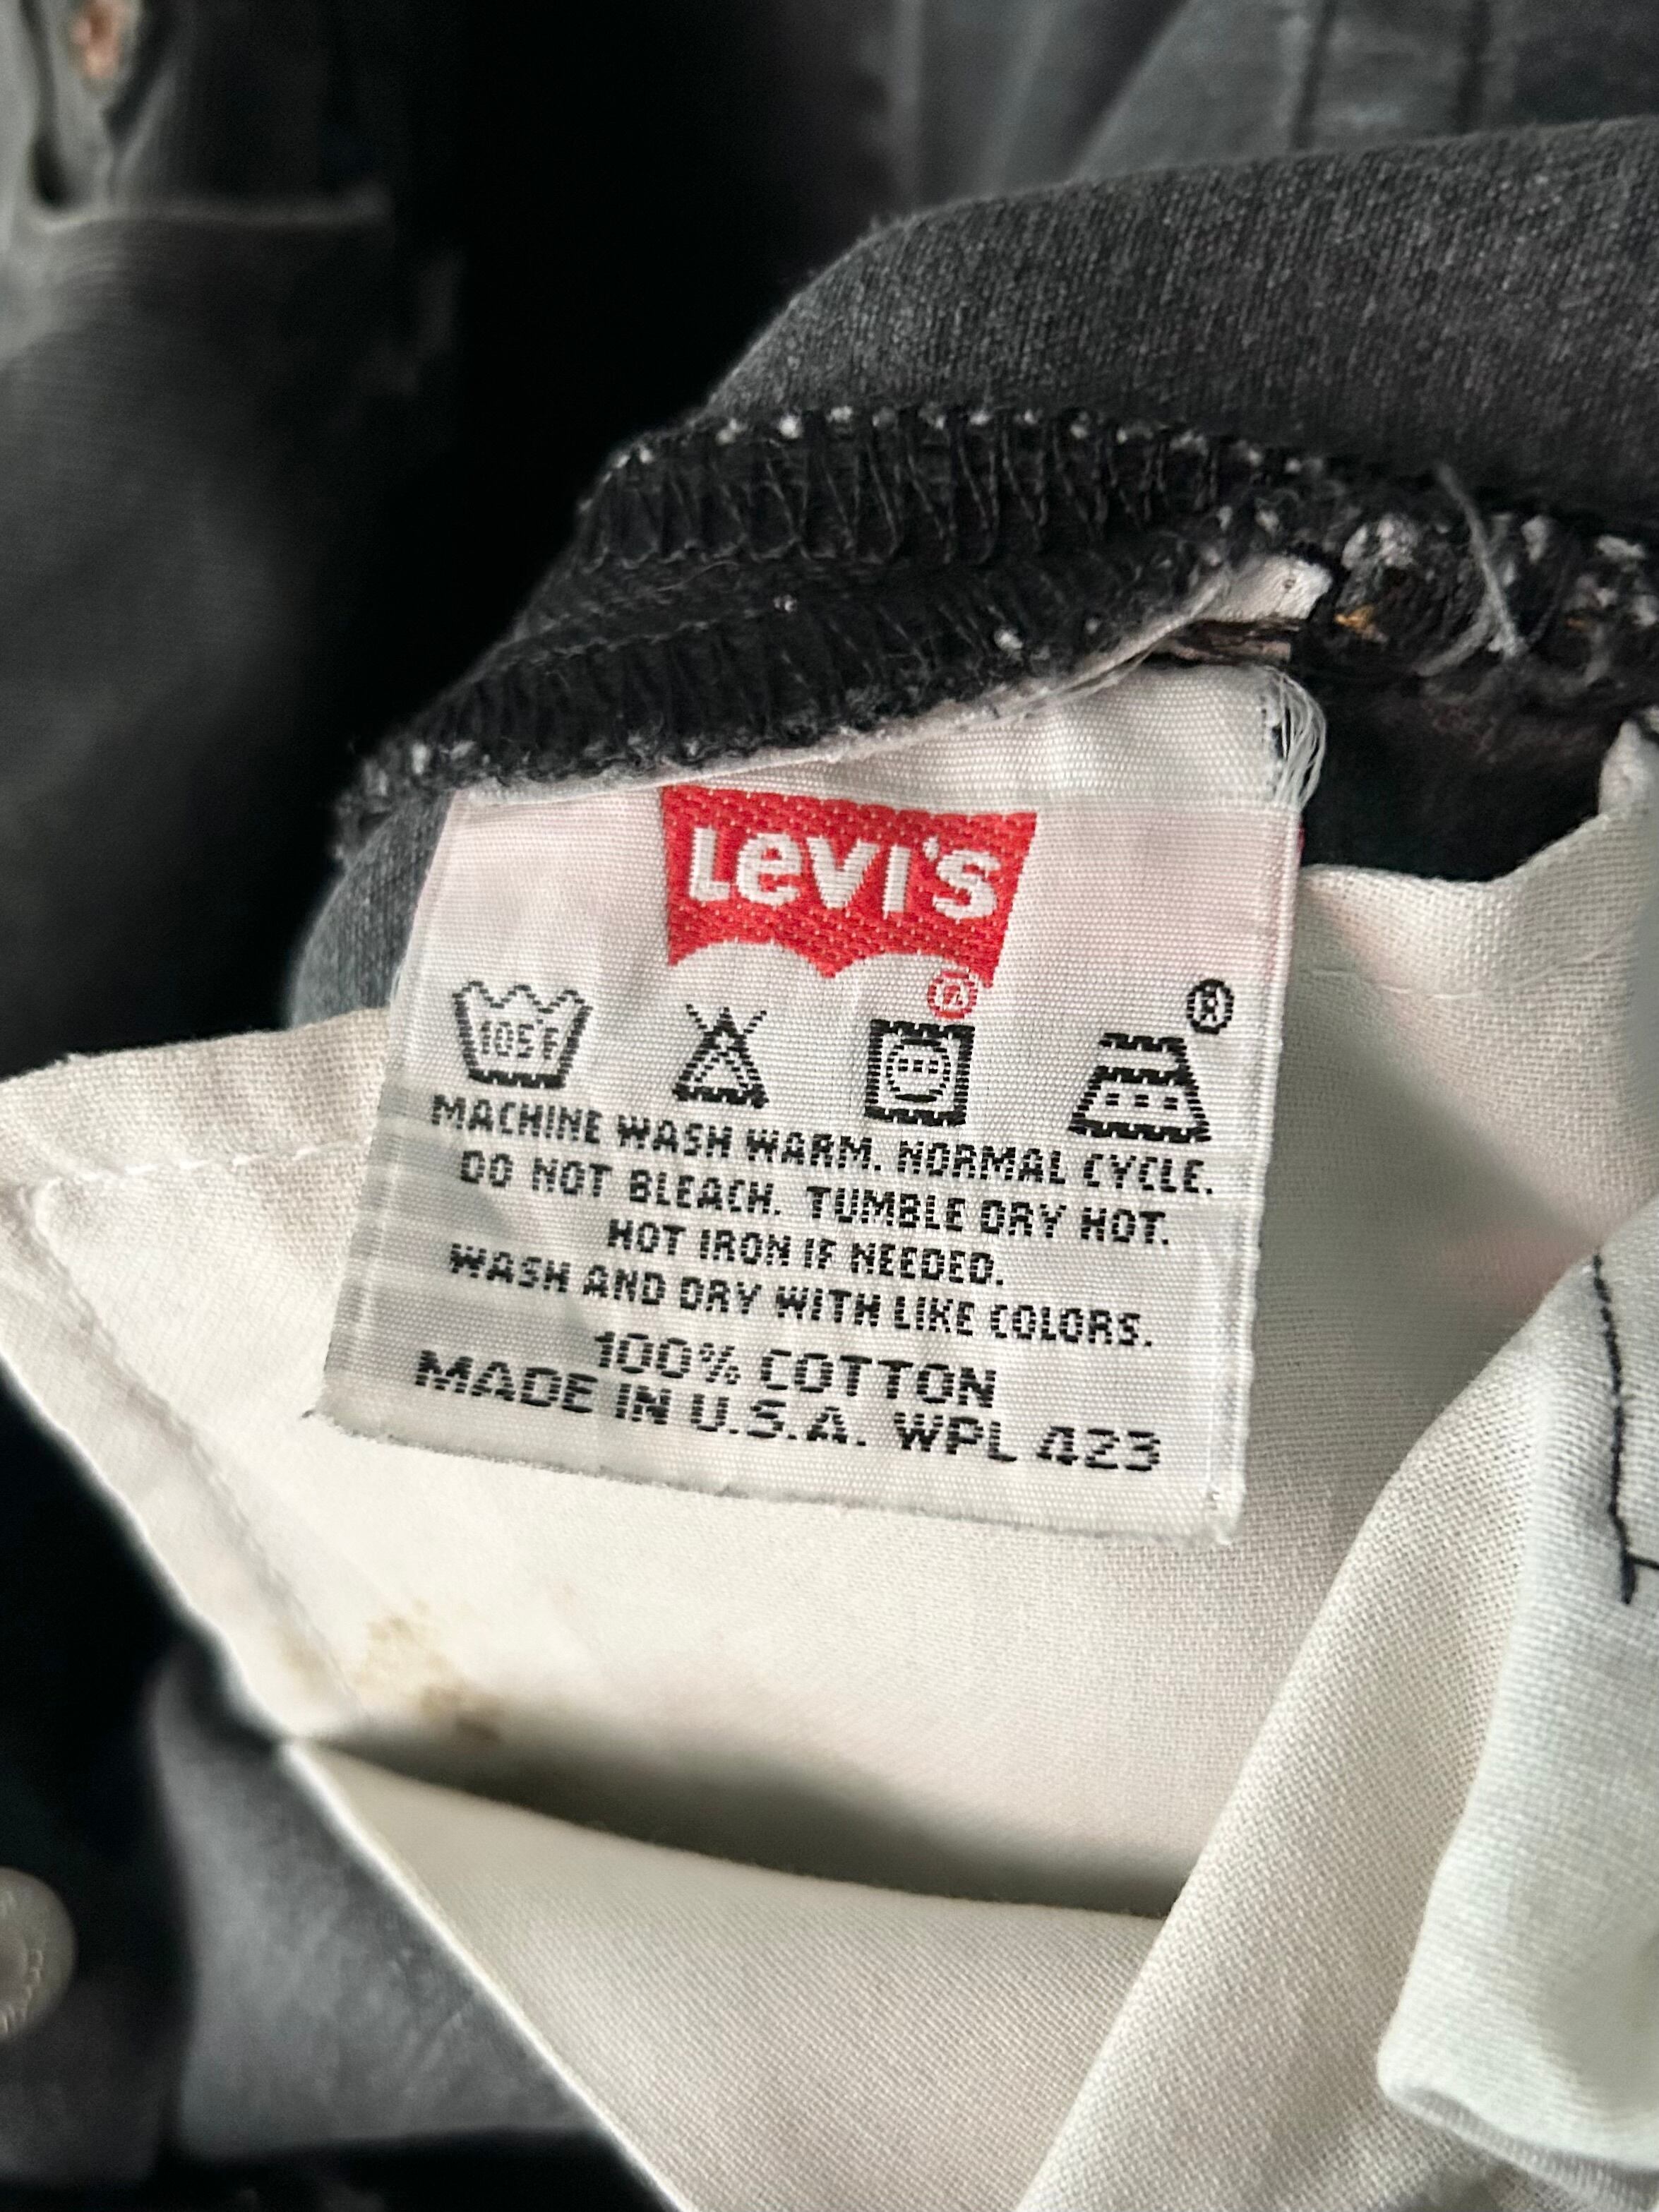 LEVI'S
®
105°F
®
MACHINE WASH WARM. NORMAL CYCLE.
DO NOT BLEACH. TUMBLE DRY HOT.
HOT IRON IF NEEDED.
WASH AND DRY WITH LIKE COLORS.
100% COTTON
MADE IN U.S.A. WPL 423